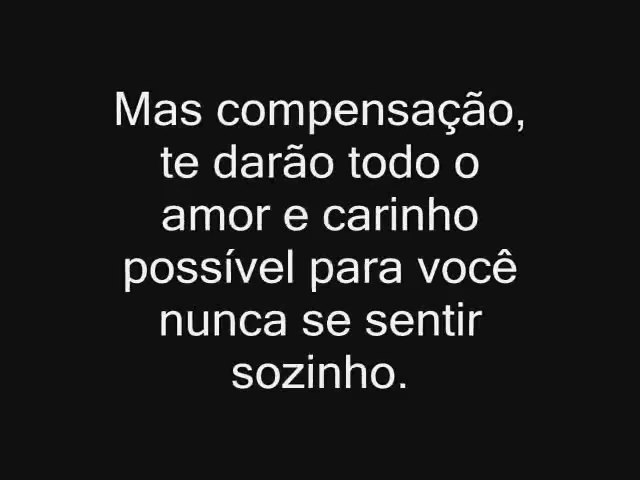 Mas compensação,
te darão todo o
amor e carinho
possível para você
nunca se sentir
sozinho.